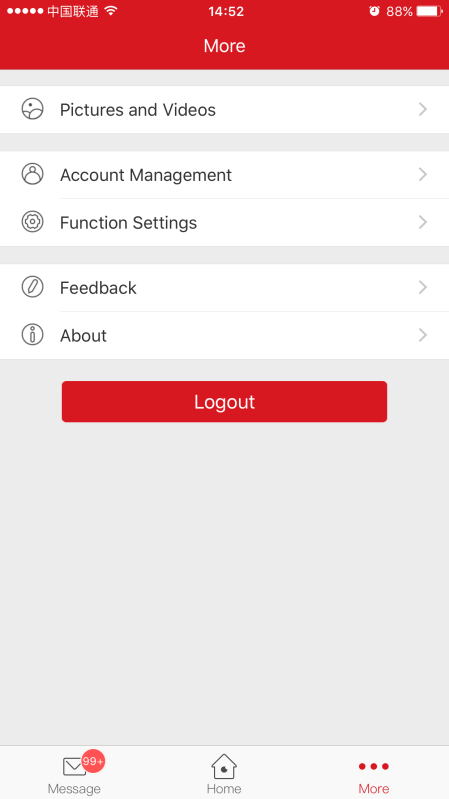 中国联通 14:52 88%
More
Pictures and Videos
Account Management
Function Settings
Feedback
About
Logout
99+
Message Home More